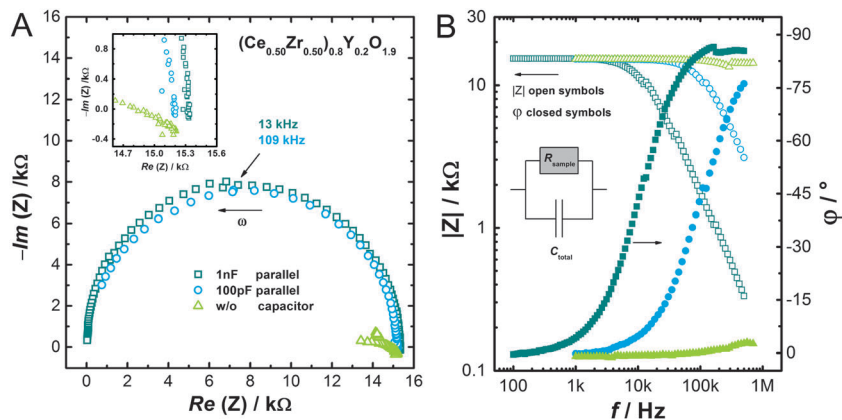 A
−Im (Z) /kΩ
16
14
12
10
8
6
4
2
0
0 2 4 6 8 10 12 14 16
Re (Z) / kΩ
−Im (Z) /kΩ
0.8
0.4
0.0
-0.4
14.7 15.0 15.3 15.6
Re (Z) / kΩ
(Ce0.50Zr0.50)0.8Y0.2O1.9
13 kHz
109 kHz
ω
1nF parallel
100pF parallel
w/o capacitor
B
|Z| / kΩ
30
10
1
0.1
100 1k 10k 100k 1M
f / Hz
|Z| open symbols
φ closed symbols
Rsample
Ctotal
-90
-75
-60
-45
-30
-15
0
φ / °